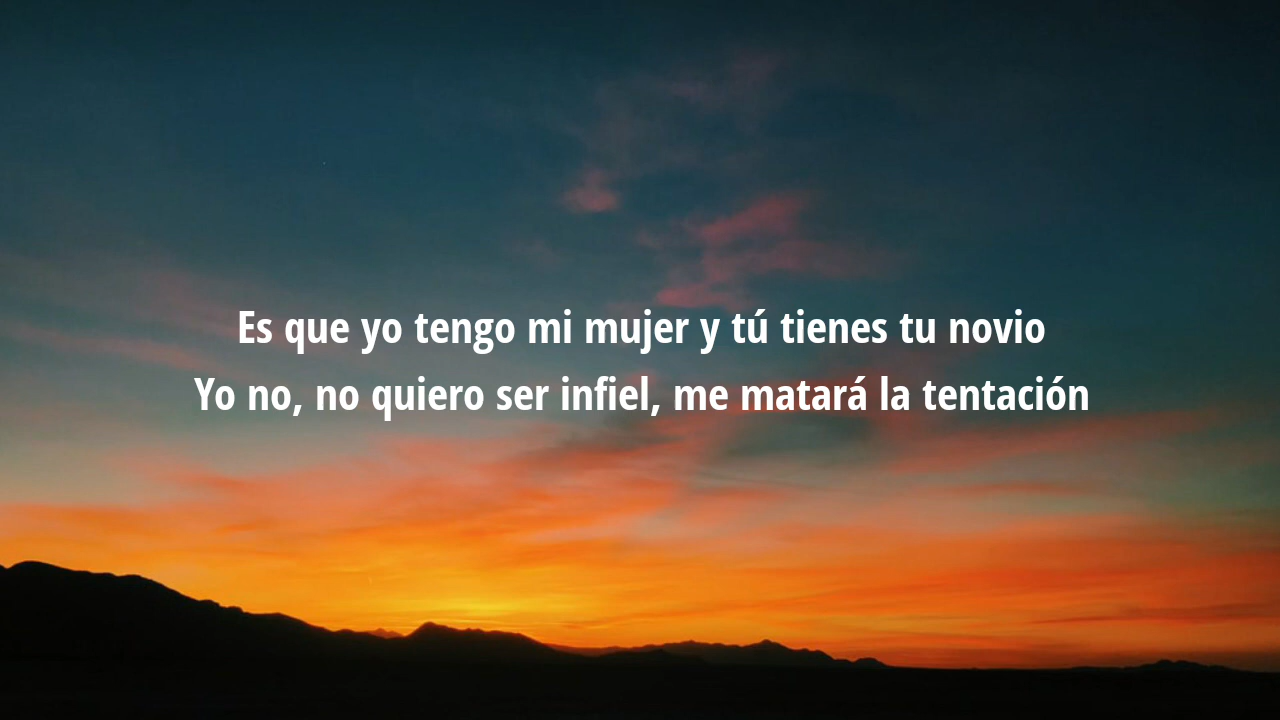 Es que yo tengo mi mujer y tú tienes tu novio
Yo no, no quiero ser infiel, me matará la tentación